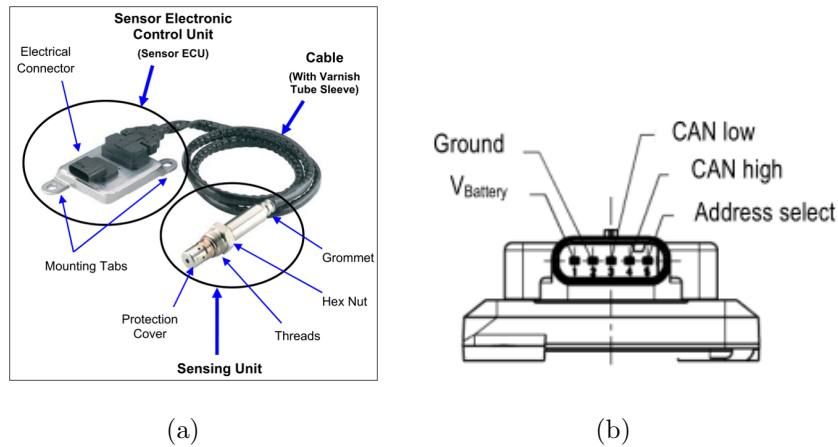 Sensor Electronic
Control Unit
(Sensor ECU)
Electrical
Connector
Cable
(With Varnish
Tube Sleeve)
Mounting Tabs
Grommet
Hex Nut
Protection
Cover
Threads
Sensing Unit
(a)
Ground
V Battery
CAN low
CAN high
Address select
1 2 3 4 5
(b)